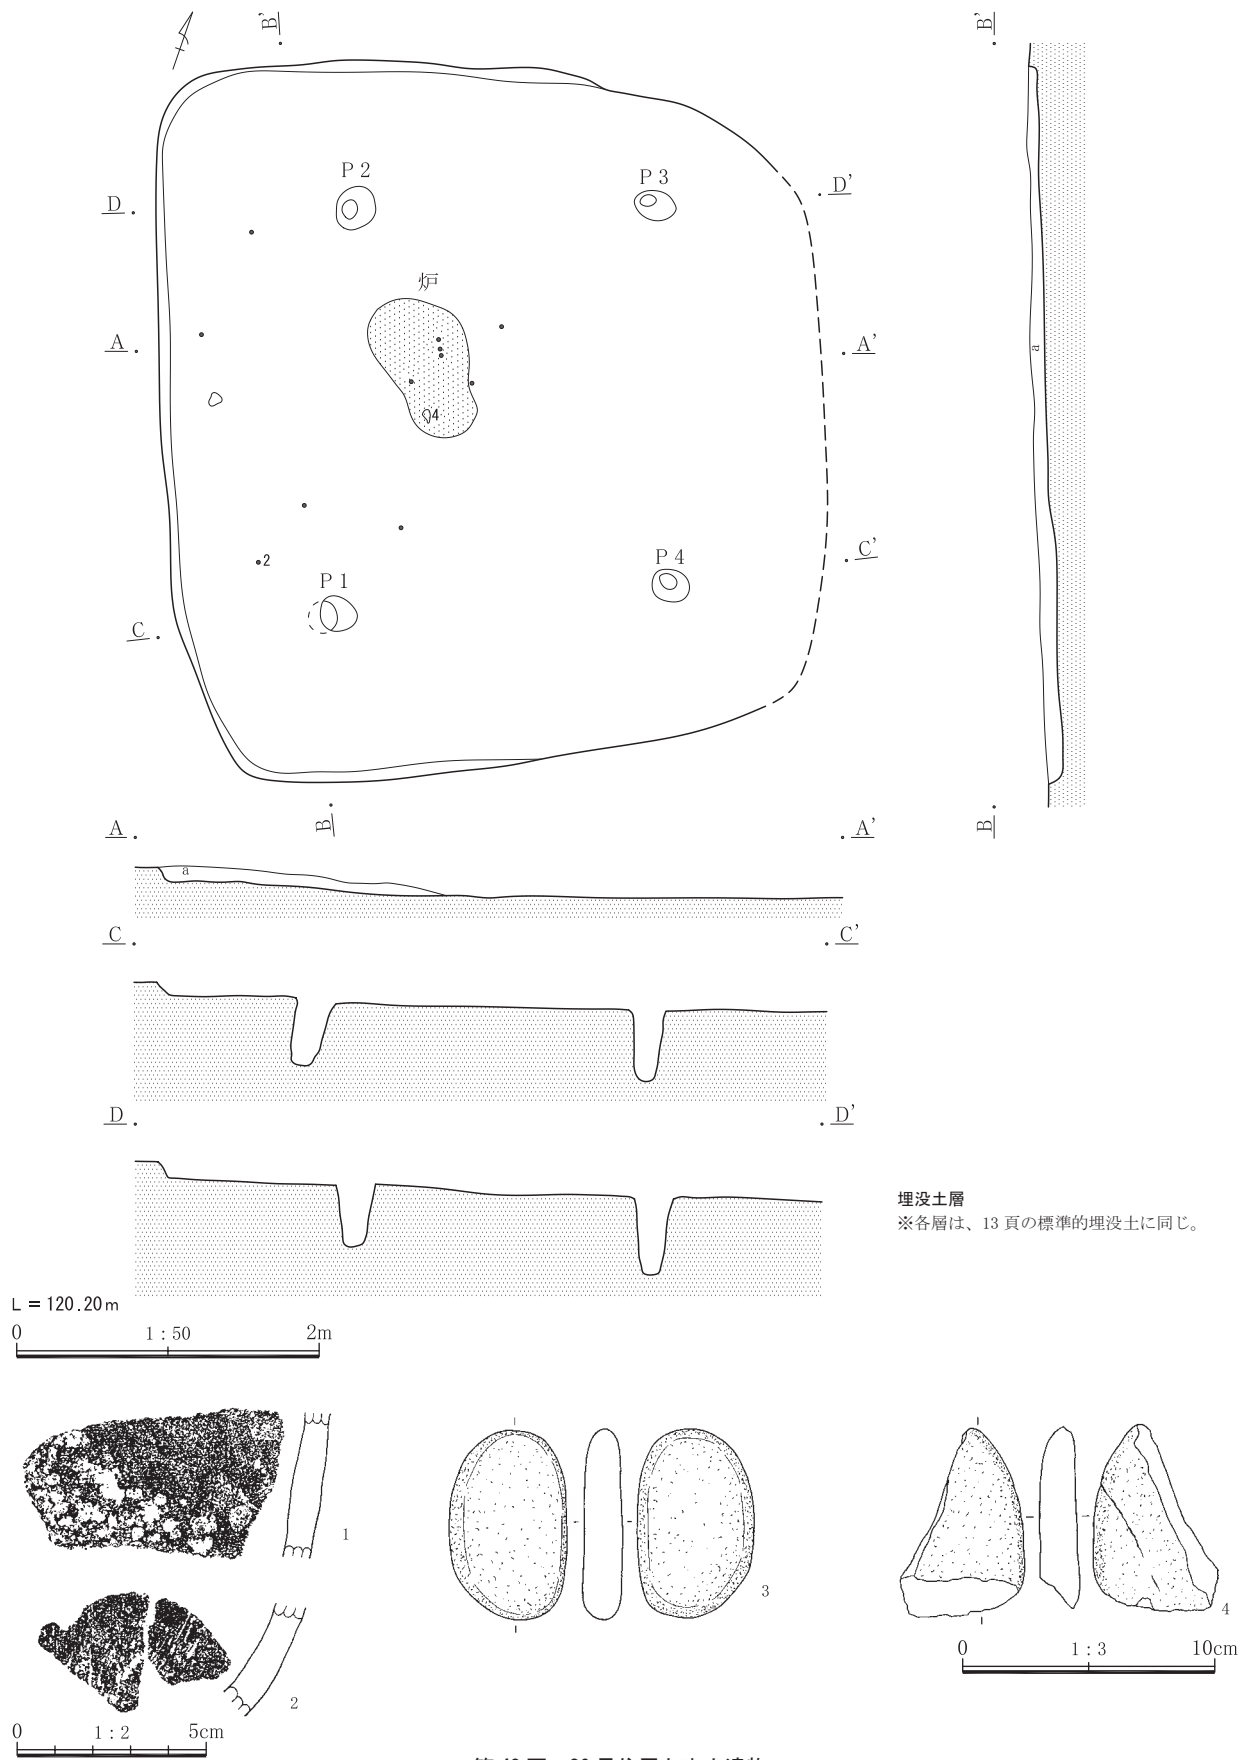 B'
B'
P 2
P 3
D
D'
炉
A
A'
a
4
C'
2
P 4
P 1
C
B
B
A
A'
a
C
C'
D
D'
埋没土層
※各層は、13 頁の標準的埋没土に同じ。
L = 120.20m
0 1 : 50 2m
1
3
4
2
0 1 : 3 10cm
0 1 : 2 5cm